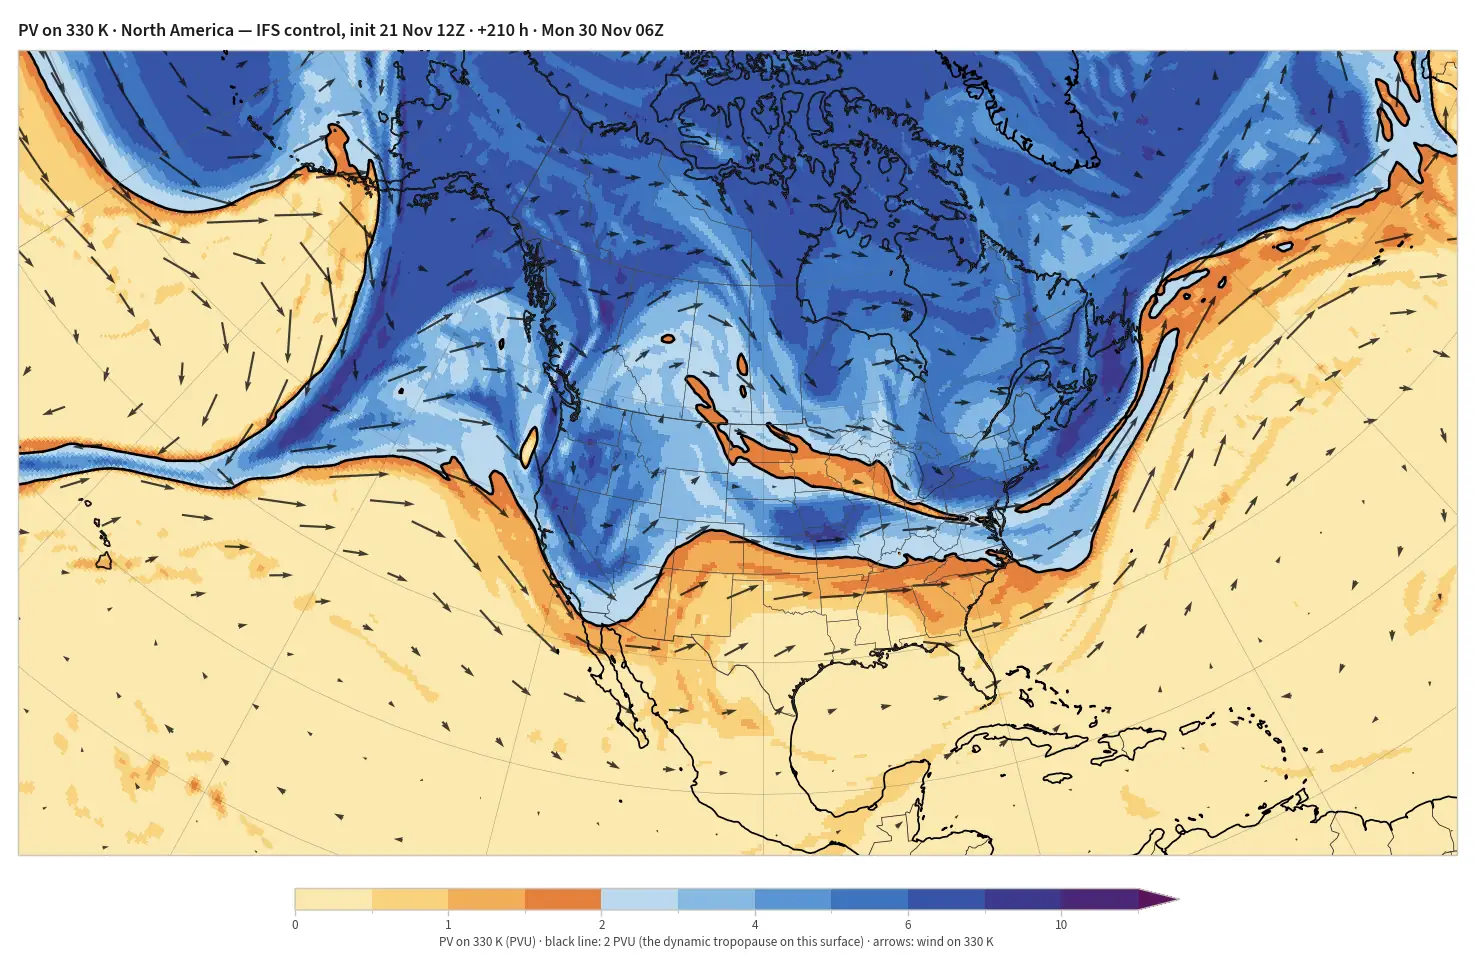 PV on 330 K · North America — IFS control, init 21 Nov 12Z · +210 h · Mon 30 Nov 06Z
0 1 2 4 6 10
PV on 330 K (PVU) · black line: 2 PVU (the dynamic tropopause on this surface) · arrows: wind on 330 K